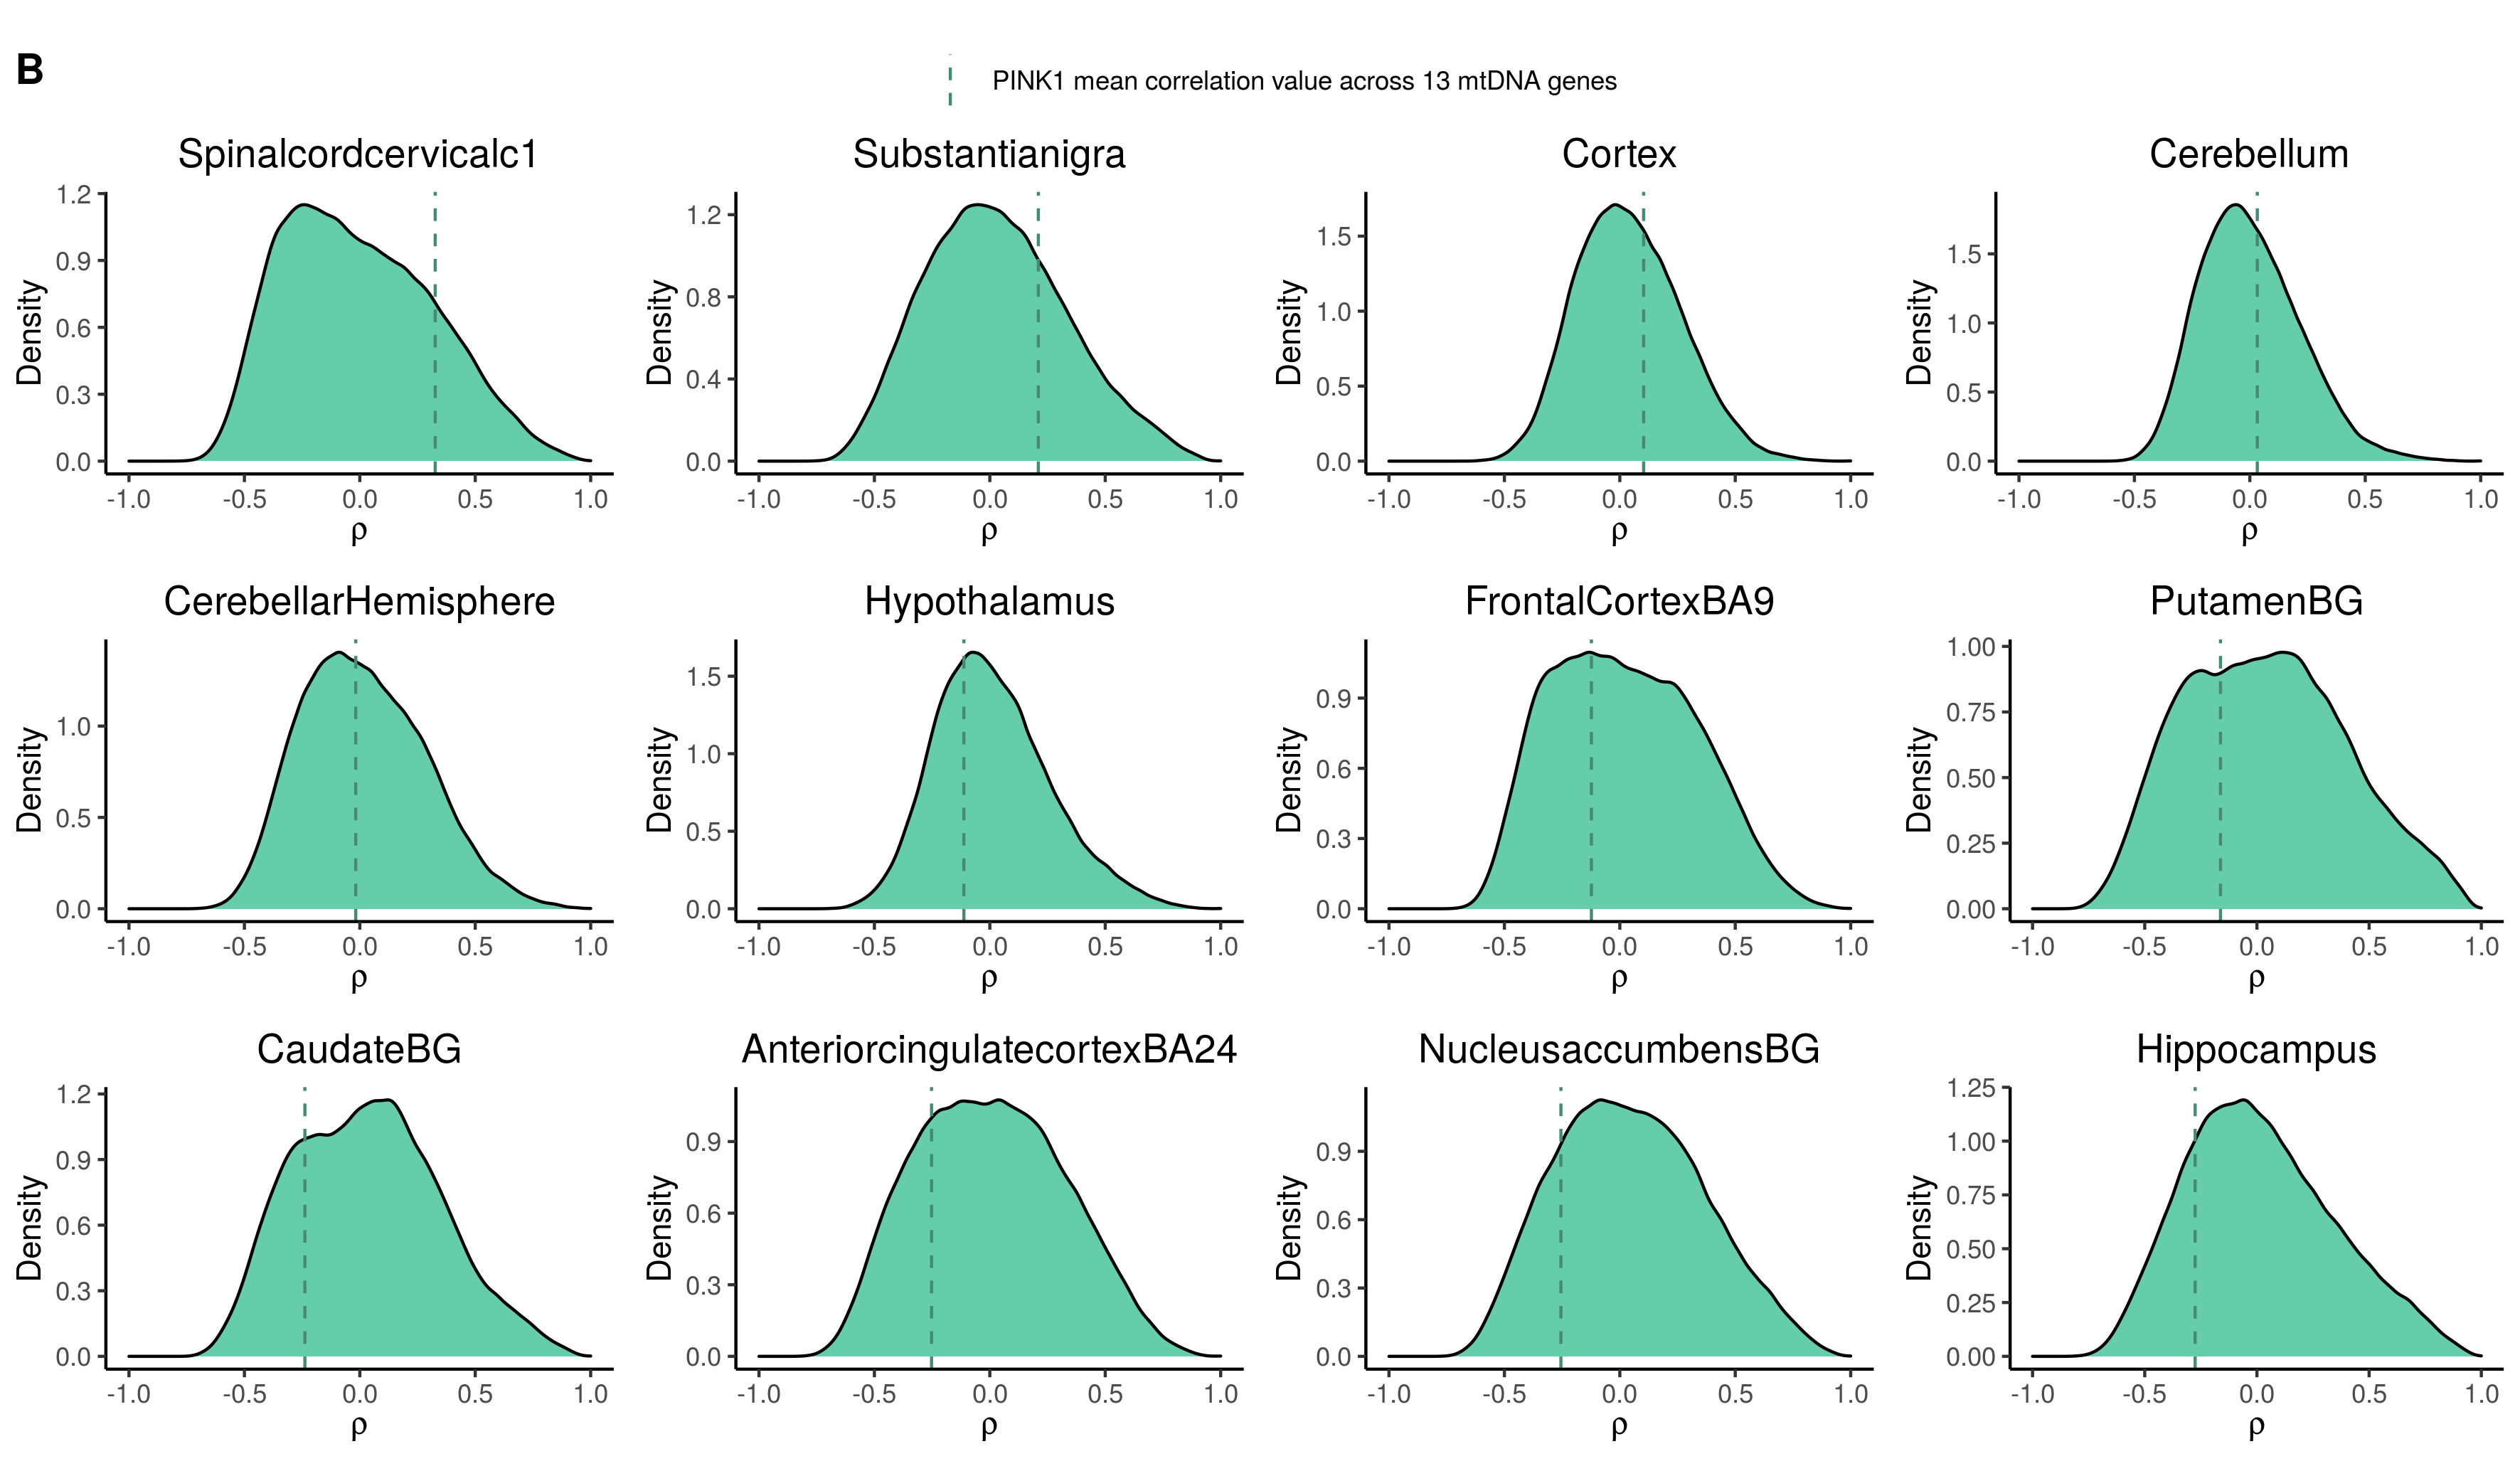 B
PINK1 mean correlation value across 13 mtDNA genes
Spinalcordcervicalc1
Density
1.2
0.9
0.6
0.3
0.0
-1.0 -0.5 0.0 0.5 1.0
ρ
Substantianigra
Density
1.2
0.8
0.4
0.0
-1.0 -0.5 0.0 0.5 1.0
ρ
Cortex
Density
1.5
1.0
0.5
0.0
-1.0 -0.5 0.0 0.5 1.0
ρ
Cerebellum
Density
1.5
1.0
0.5
0.0
-1.0 -0.5 0.0 0.5 1.0
ρ
CerebellarHemisphere
Density
1.0
0.5
0.0
-1.0 -0.5 0.0 0.5 1.0
ρ
Hypothalamus
Density
1.5
1.0
0.5
0.0
-1.0 -0.5 0.0 0.5 1.0
ρ
FrontalCortexBA9
Density
0.9
0.6
0.3
0.0
-1.0 -0.5 0.0 0.5 1.0
ρ
PutamenBG
Density
1.00
0.75
0.50
0.25
0.00
-1.0 -0.5 0.0 0.5 1.0
ρ
CaudateBG
Density
1.2
0.9
0.6
0.3
0.0
-1.0 -0.5 0.0 0.5 1.0
ρ
AnteriorcingulatecortexBA24
Density
0.9
0.6
0.3
0.0
-1.0 -0.5 0.0 0.5 1.0
ρ
NucleusaccumbensBG
Density
0.9
0.6
0.3
0.0
-1.0 -0.5 0.0 0.5 1.0
ρ
Hippocampus
Density
1.25
1.00
0.75
0.50
0.25
0.00
-1.0 -0.5 0.0 0.5 1.0
ρ